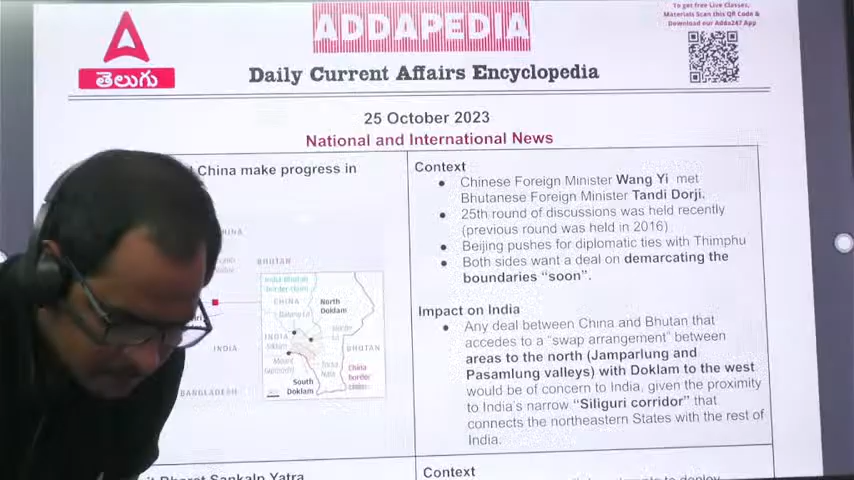 To get free Live Classes,
Materials Scan this QR Code &
Download our Adda247 App
ADDAPEDIA
తెలుగు
Daily Current Affairs Encyclopedia
25 October 2023
National and International News
China make progress in
Context
• Chinese Foreign Minister Wang Yi met
Bhutanese Foreign Minister Tandi Dorji.
• 25th round of discussions was held recently
(previous round was held in 2016)
• Beijing pushes for diplomatic ties with Thimphu
• Both sides want a deal on demarcating the
boundaries “soon”.
BHUTAN
India Bhutan
border claim
CHINA
North
Doklam
INDIA
BHUTAN
Mount
China
border
South
Doklam
INDIA
BANGLADESH
Impact on India
• Any deal between China and Bhutan that
accedes to a “swap arrangement” between
areas to the north (Jamparlung and
Pasamlung valleys) with Doklam to the west
would be of concern to India, given the proximity
to India's narrow “Siliguri corridor” that
connects the northeastern States with the rest of
India.
Bharat Sankalp Yatra
Context